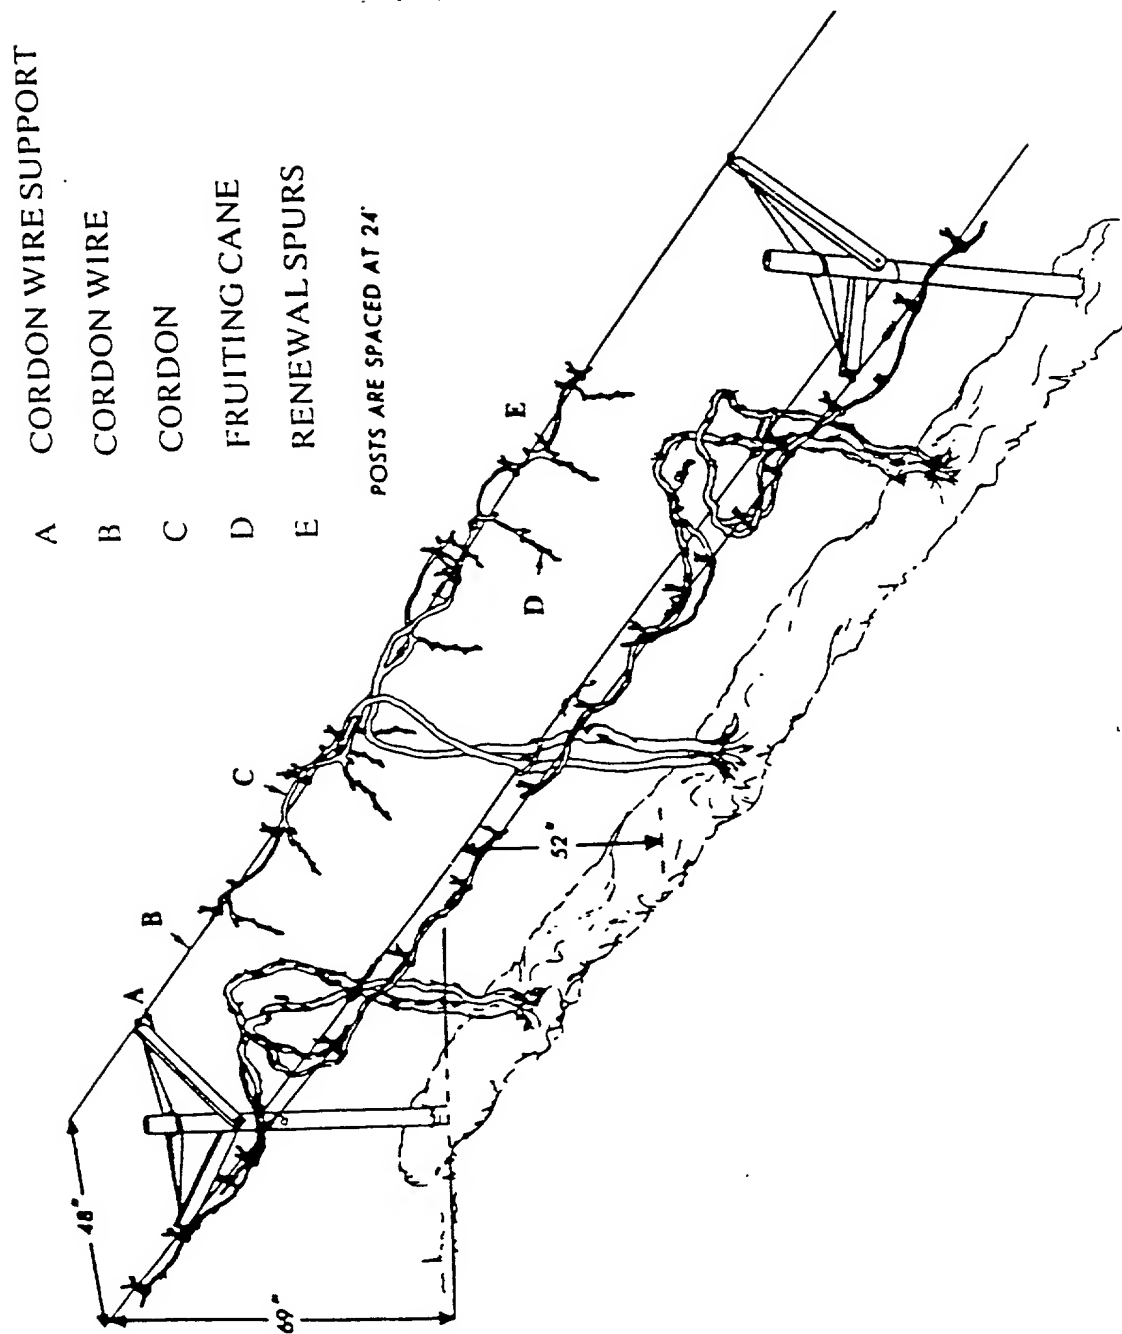 A CORDON WIRE SUPPORT
B CORDON WIRE
C CORDON
D FRUITING CANE
E RENEWAL SPURS
POSTS ARE SPACED AT 24'
A
B
C
D
E
48"
69"
52"